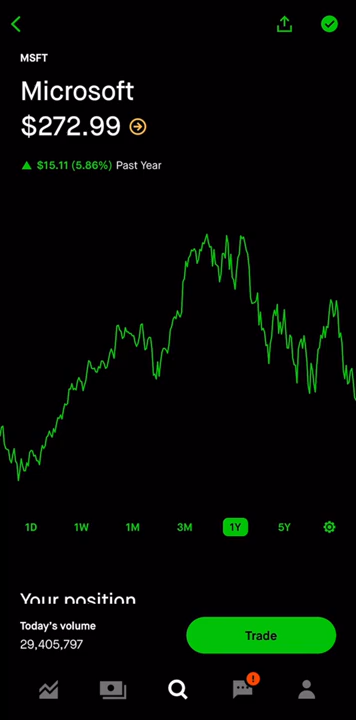 MSFT
Microsoft
$272.99
$15.11 (5.86%) Past Year
1D 1W 1M 3M 1Y 5Y
Your position
Today's volume
29,405,797
Trade
!